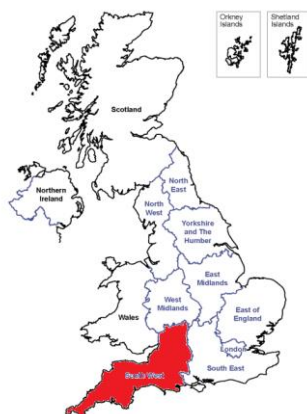 Orkney
Islands
Shetland
Islands
Scotland
Northern
Ireland
North
East
North
West
Yorkshire
and The
Humber
East
Midlands
West
Midlands
Wales
East of
England
London
South East
South West